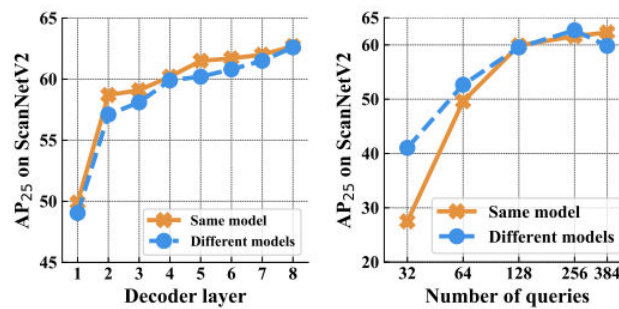 AP25 on ScanNetV2
65
60
55
50
45
1 2 3 4 5 6 7 8
Decoder layer
Same model
Different models
AP25 on ScanNetV2
65
60
50
40
30
20
32 64 128 256 384
Number of queries
Same model
Different models